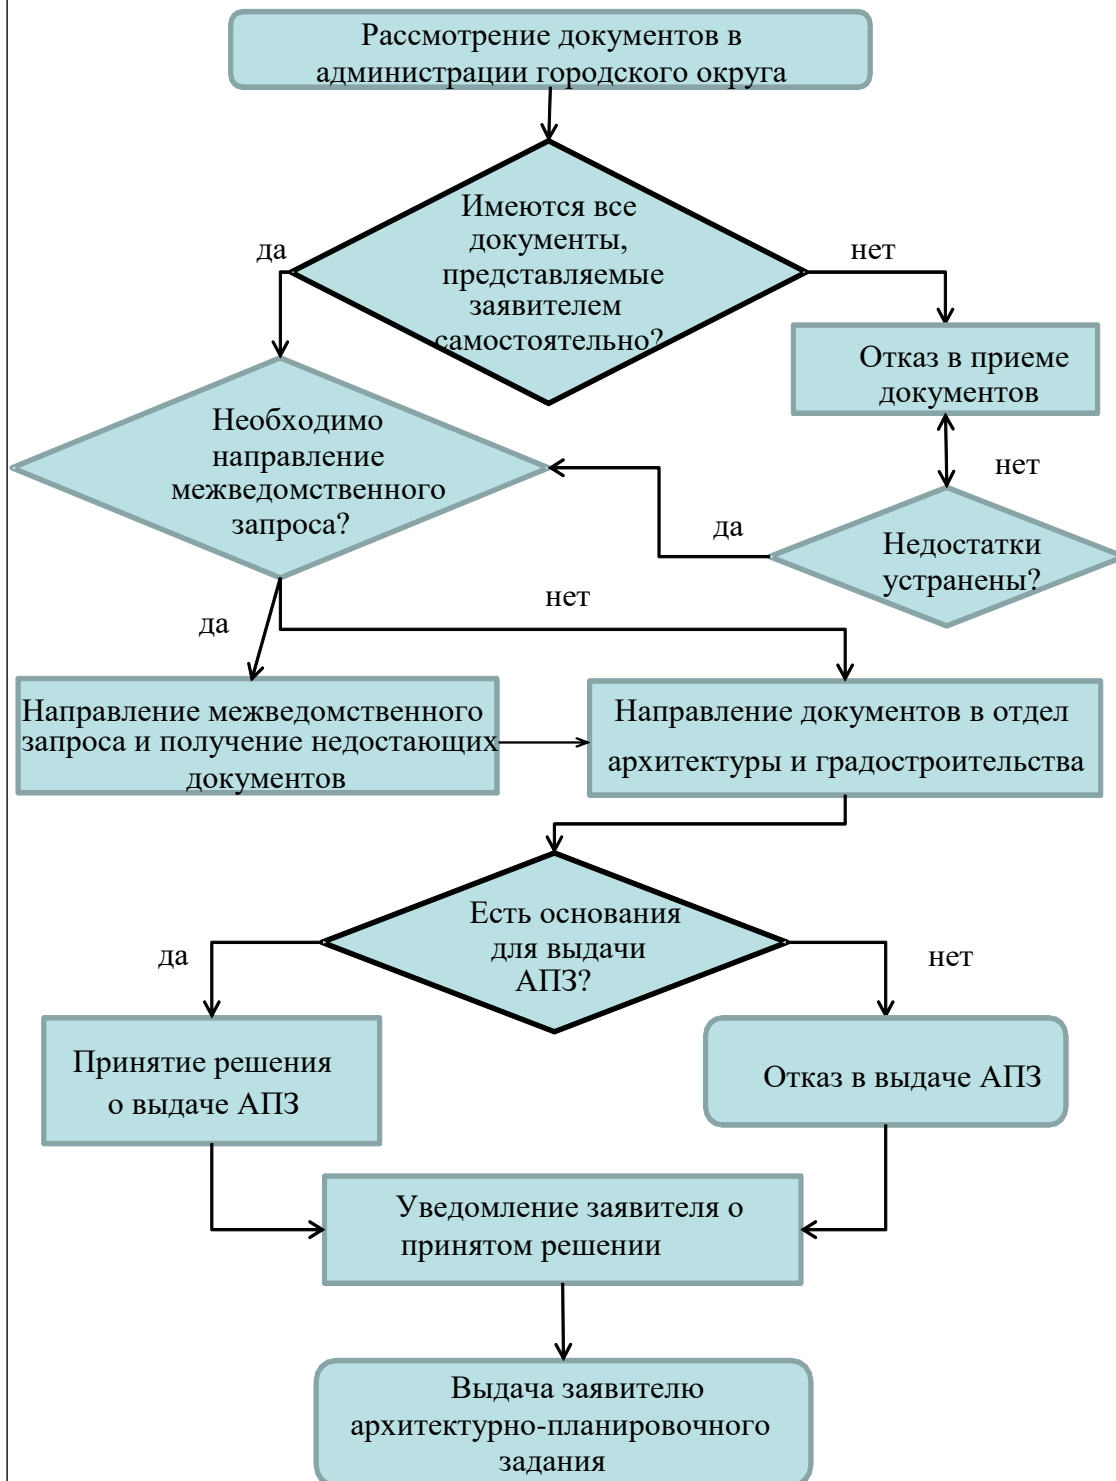 Рассмотрение документов в
администрации городского округа
Имеются все
документы,
представляемые
заявителем
самостоятельно?
да
нет
Отказ в приеме
документов
Необходимо
направление
межведомственного
запроса?
нет
да
Недостатки
устранены?
да
нет
Направление межведомственного
запроса и получение недостающих
документов
Направление документов в отдел
архитектуры и градостроительства
Есть основания
для выдачи
АПЗ?
да
нет
Принятие решения
о выдаче АПЗ
Отказ в выдаче АПЗ
Уведомление заявителя о
принятом решении
Выдача заявителю
архитектурно-планировочного
задания